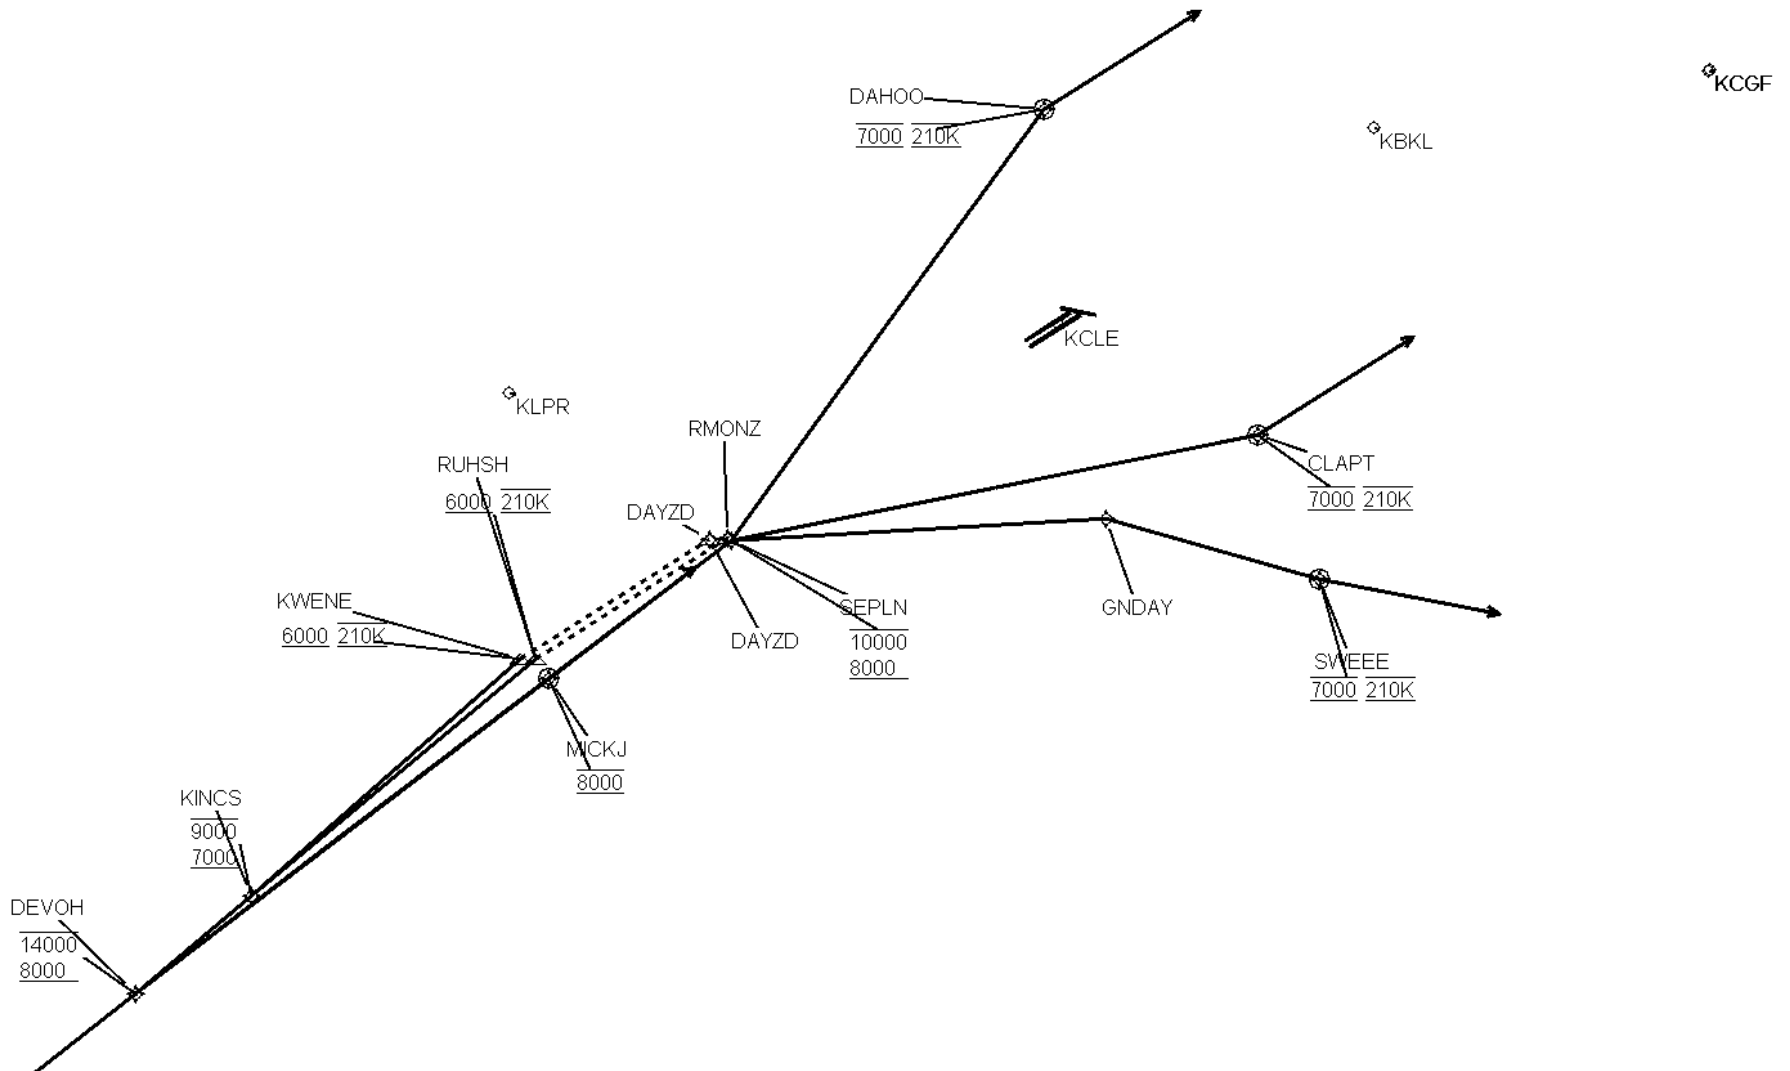 KCGF
DAHOO
7000 210K
KBKL
KCLE
KLPR
RMONZ
RUHSH
6000 210K
CLAPT
7000 210K
DAYZD
KWENE
6000 210K
SEPLN
10000
8000
DAYZD
GNDAY
SWEEE
7000 210K
MICKJ
8000
KINCS
9000
7000
DEVOH
14000
8000